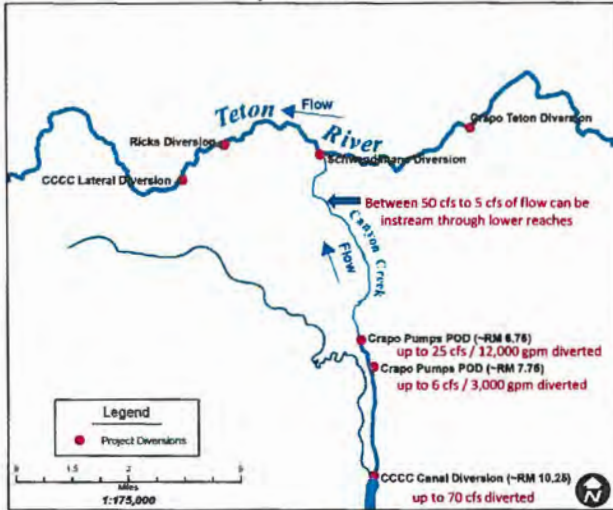 Teton River
Flow
Crapo Teton Diversion
Ricks Diversion
Schwendimann Diversion
CCCC Lateral Diversion
Between 50 cfs to 5 cfs of flow can be
instream through lower reaches
Canyon Creek
Flow
Crapo Pumps POD (~RM 6.75)
up to 25 cfs / 12,000 gpm diverted
Crapo Pumps POD (~RM 7.75)
up to 6 cfs / 3,000 gpm diverted
Legend
Project Diversions
CCCC Canal Diversion (~RM 10.25)
up to 70 cfs diverted
Miles
1:175,000
N